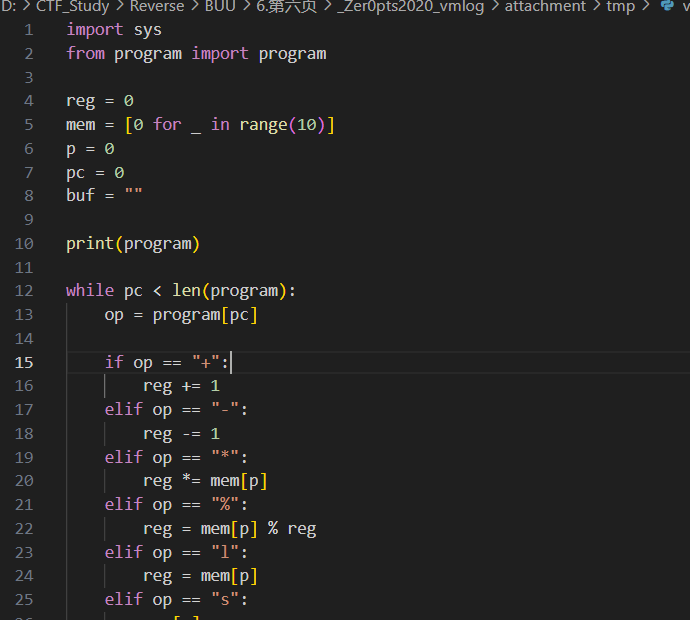 D: > CTF_Study > Reverse > BUU > 6.第六页 > _Zer0pts2020_vmlog > attachment > tmp >
1 import sys
2 from program import program
3
4 reg = 0
5 mem = [0 for _ in range(10)]
6 p = 0
7 pc = 0
8 buf = ""
9
10 print(program)
11
12 while pc < len(program):
13     op = program[pc]
14
15     if op == "+":
16         reg += 1
17     elif op == "-":
18         reg -= 1
19     elif op == "*":
20         reg *= mem[p]
21     elif op == "%":
22         reg = mem[p] % reg
23     elif op == "l":
24         reg = mem[p]
25     elif op == "s":